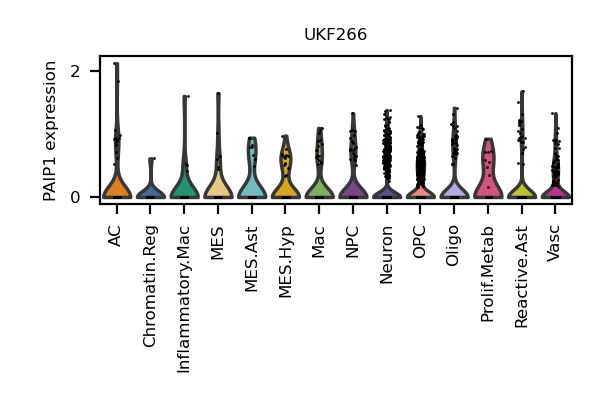 UKF266
PAIP1 expression
2
0
AC
Chromatin.Reg
Inflammatory.Mac
MES
MES.Ast
MES.Hyp
Mac
NPC
Neuron
OPC
Oligo
Prolif.Metab
Reactive.Ast
Vasc